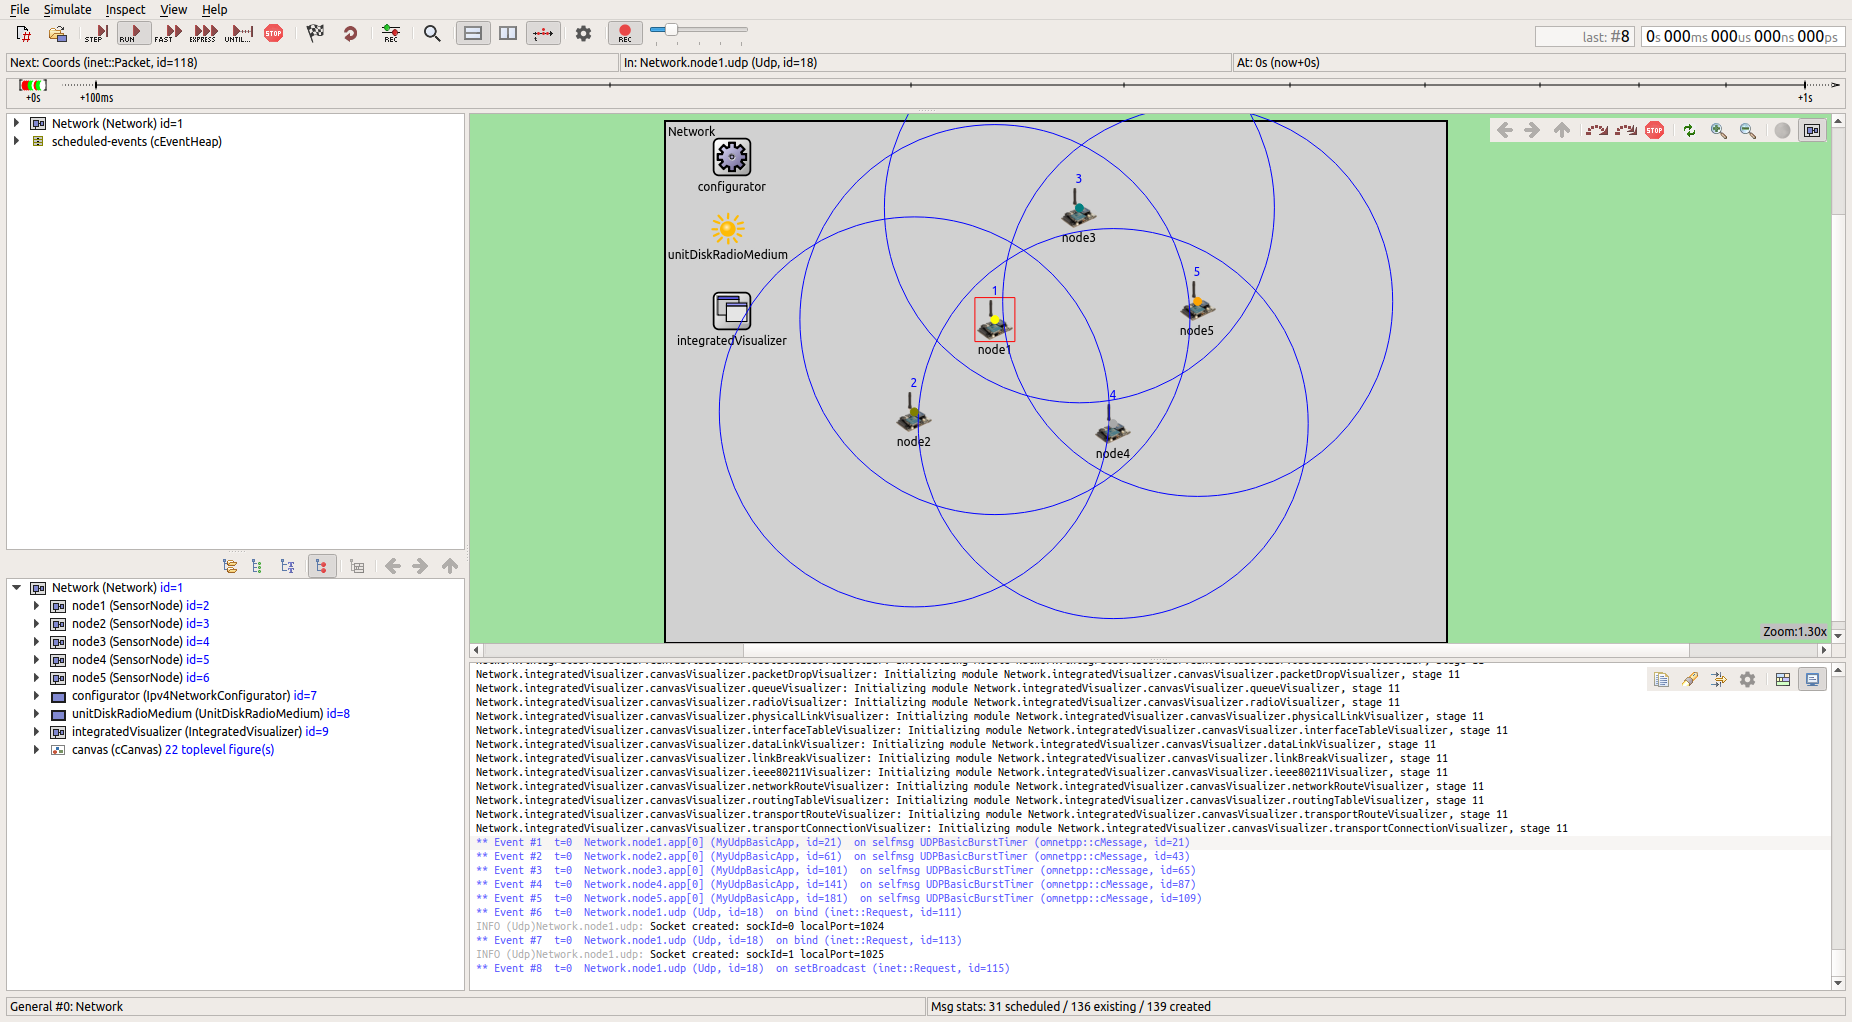 File Simulate Inspect View Help
STEP RUN FAST EXPRESS UNTIL... STOP REC REC
last: #8 0s 000ms 000us 000ns 000ps
Next: Coords (inet::Packet, id=118) In: Network.node1.udp (Udp, id=18) At: 0s (now+0s)
+0s +100ms +1s
Network (Network) id=1
scheduled-events (cEventHeap)
Network (Network) id=1
node1 (SensorNode) id=2
node2 (SensorNode) id=3
node3 (SensorNode) id=4
node4 (SensorNode) id=5
node5 (SensorNode) id=6
configurator (Ipv4NetworkConfigurator) id=7
unitDiskRadioMedium (UnitDiskRadioMedium) id=8
integratedVisualizer (IntegratedVisualizer) id=9
canvas (cCanvas) 22 toplevel figure(s)
Network
STOP
configurator
unitDiskRadioMedium
integratedVisualizer
3
node3
5
node5
1
node1
2
node2
4
node4
Zoom:1.30x
Network.integratedVisualizer.canvasVisualizer.packetDropVisualizer: Initializing module Network.integratedVisualizer.canvasVisualizer.packetDropVisualizer, stage 11
Network.integratedVisualizer.canvasVisualizer.queueVisualizer: Initializing module Network.integratedVisualizer.canvasVisualizer.queueVisualizer, stage 11
Network.integratedVisualizer.canvasVisualizer.radioVisualizer: Initializing module Network.integratedVisualizer.canvasVisualizer.radioVisualizer, stage 11
Network.integratedVisualizer.canvasVisualizer.physicalLinkVisualizer: Initializing module Network.integratedVisualizer.canvasVisualizer.physicalLinkVisualizer, stage 11
Network.integratedVisualizer.canvasVisualizer.interfaceTableVisualizer: Initializing module Network.integratedVisualizer.canvasVisualizer.interfaceTableVisualizer, stage 11
Network.integratedVisualizer.canvasVisualizer.dataLinkVisualizer: Initializing module Network.integratedVisualizer.canvasVisualizer.dataLinkVisualizer, stage 11
Network.integratedVisualizer.canvasVisualizer.linkBreakVisualizer: Initializing module Network.integratedVisualizer.canvasVisualizer.linkBreakVisualizer, stage 11
Network.integratedVisualizer.canvasVisualizer.ieee80211Visualizer: Initializing module Network.integratedVisualizer.canvasVisualizer.ieee80211Visualizer, stage 11
Network.integratedVisualizer.canvasVisualizer.networkRouteVisualizer: Initializing module Network.integratedVisualizer.canvasVisualizer.networkRouteVisualizer, stage 11
Network.integratedVisualizer.canvasVisualizer.routingTableVisualizer: Initializing module Network.integratedVisualizer.canvasVisualizer.routingTableVisualizer, stage 11
Network.integratedVisualizer.canvasVisualizer.transportRouteVisualizer: Initializing module Network.integratedVisualizer.canvasVisualizer.transportRouteVisualizer, stage 11
Network.integratedVisualizer.canvasVisualizer.transportConnectionVisualizer: Initializing module Network.integratedVisualizer.canvasVisualizer.transportConnectionVisualizer, stage 11
** Event #1 t=0 Network.node1.app[0] (MyUdpBasicApp, id=21) on selfmsg UDPBasicBurstTimer (omnetpp::cMessage, id=21)
** Event #2 t=0 Network.node2.app[0] (MyUdpBasicApp, id=61) on selfmsg UDPBasicBurstTimer (omnetpp::cMessage, id=43)
** Event #3 t=0 Network.node3.app[0] (MyUdpBasicApp, id=101) on selfmsg UDPBasicBurstTimer (omnetpp::cMessage, id=65)
** Event #4 t=0 Network.node4.app[0] (MyUdpBasicApp, id=141) on selfmsg UDPBasicBurstTimer (omnetpp::cMessage, id=87)
** Event #5 t=0 Network.node5.app[0] (MyUdpBasicApp, id=181) on selfmsg UDPBasicBurstTimer (omnetpp::cMessage, id=109)
** Event #6 t=0 Network.node1.udp (Udp, id=18) on bind (inet::Request, id=111)
INFO (Udp)Network.node1.udp: Socket created: sockId=0 localPort=1024
** Event #7 t=0 Network.node1.udp (Udp, id=18) on bind (inet::Request, id=113)
INFO (Udp)Network.node1.udp: Socket created: sockId=1 localPort=1025
** Event #8 t=0 Network.node1.udp (Udp, id=18) on setBroadcast (inet::Request, id=115)
General #0: Network Msg stats: 31 scheduled / 136 existing / 139 created